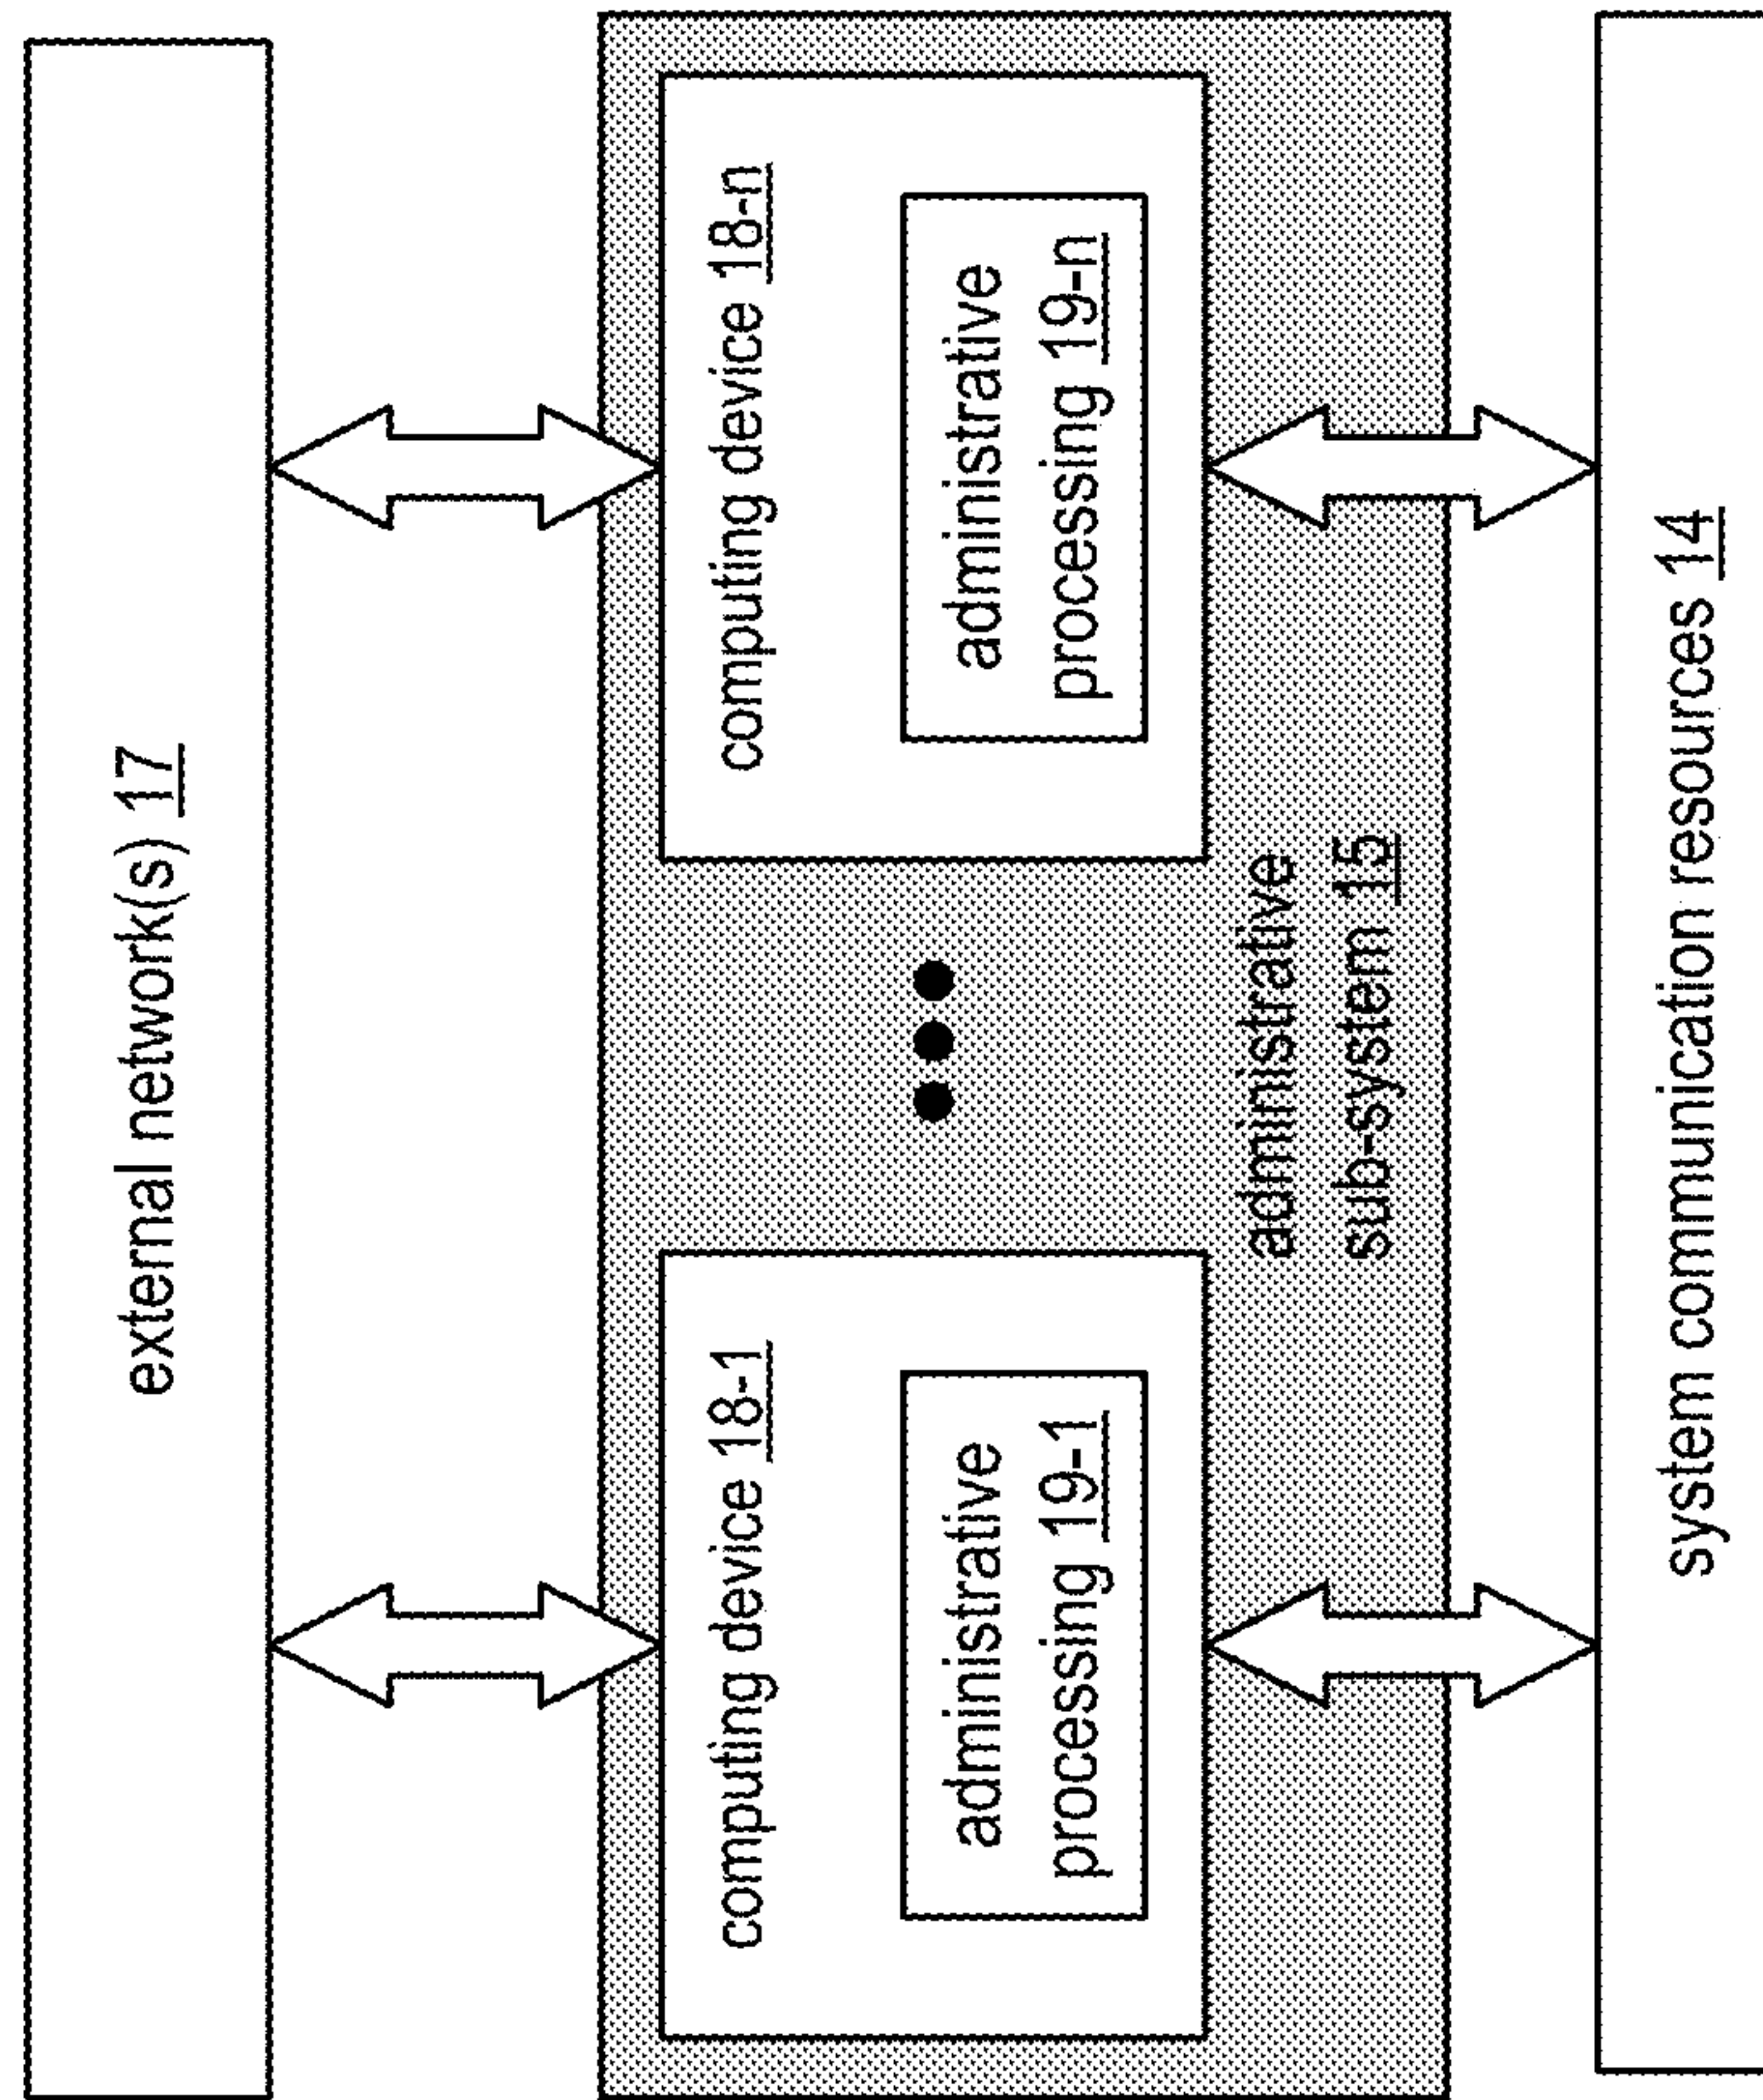 external network(s) 17
computing device 18-1
administrative
processing 19-1
computing device 18-n
administrative
processing 19-n
administrative
sub-system 15
system communication resources 14